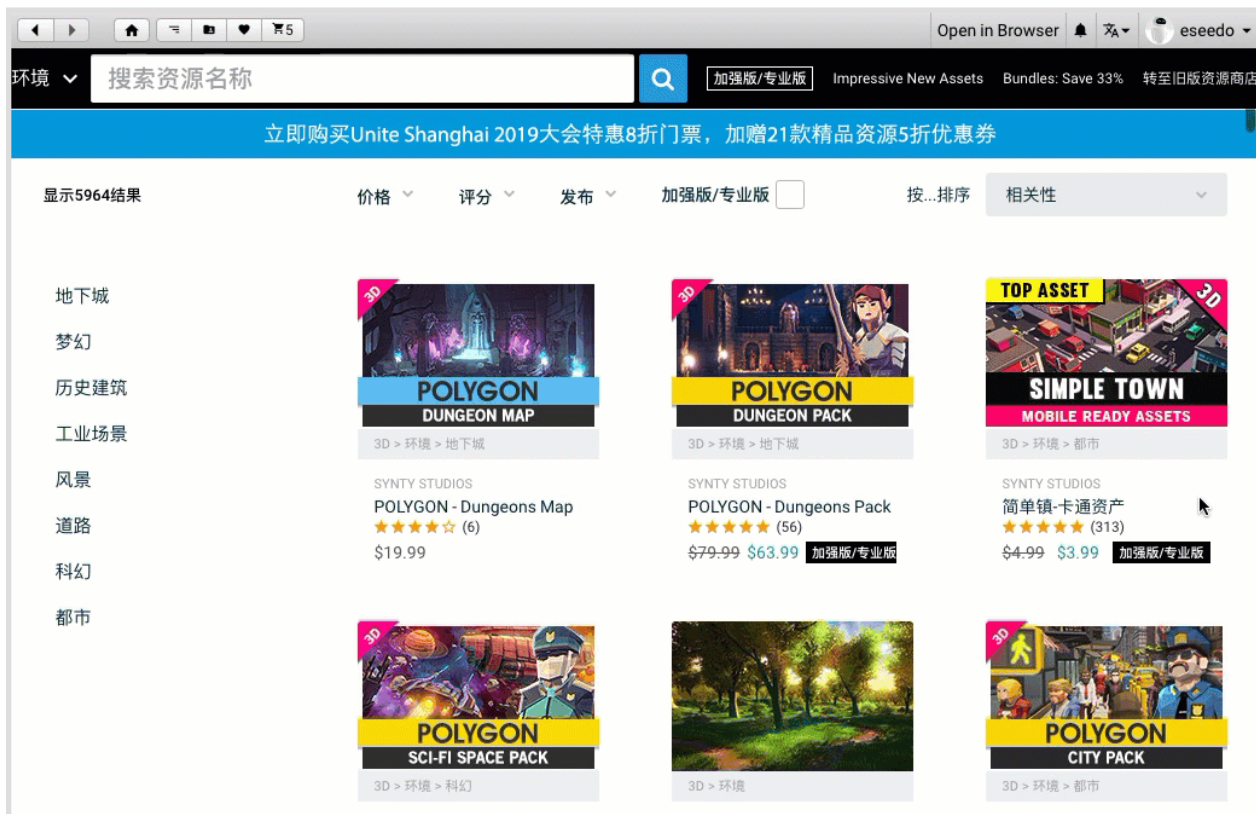 5
Open in Browser
eseedo
环境
搜索资源名称
加强版/专业版
Impressive New Assets
Bundles: Save 33%
转至旧版资源商店
立即购买Unite Shanghai 2019大会特惠8折门票，加赠21款精品资源5折优惠券
显示5964结果
价格
评分
发布
加强版/专业版
按...排序
相关性
地下城
梦幻
历史建筑
工业场景
风景
道路
科幻
都市
3D
POLYGON
DUNGEON MAP
3D > 环境 > 地下城
SYNTY STUDIOS
POLYGON - Dungeons Map
(6)
$19.99
3D
POLYGON
DUNGEON PACK
3D > 环境 > 地下城
SYNTY STUDIOS
POLYGON - Dungeons Pack
(56)
$79.99 $63.99 加强版/专业版
TOP ASSET
3D
SIMPLE TOWN
MOBILE READY ASSETS
3D > 环境 > 都市
SYNTY STUDIOS
简单镇-卡通资产
(313)
$4.99 $3.99 加强版/专业版
3D
POLYGON
SCI-FI SPACE PACK
3D > 环境 > 科幻
3D > 环境
3D
POLYGON
CITY PACK
3D > 环境 > 都市